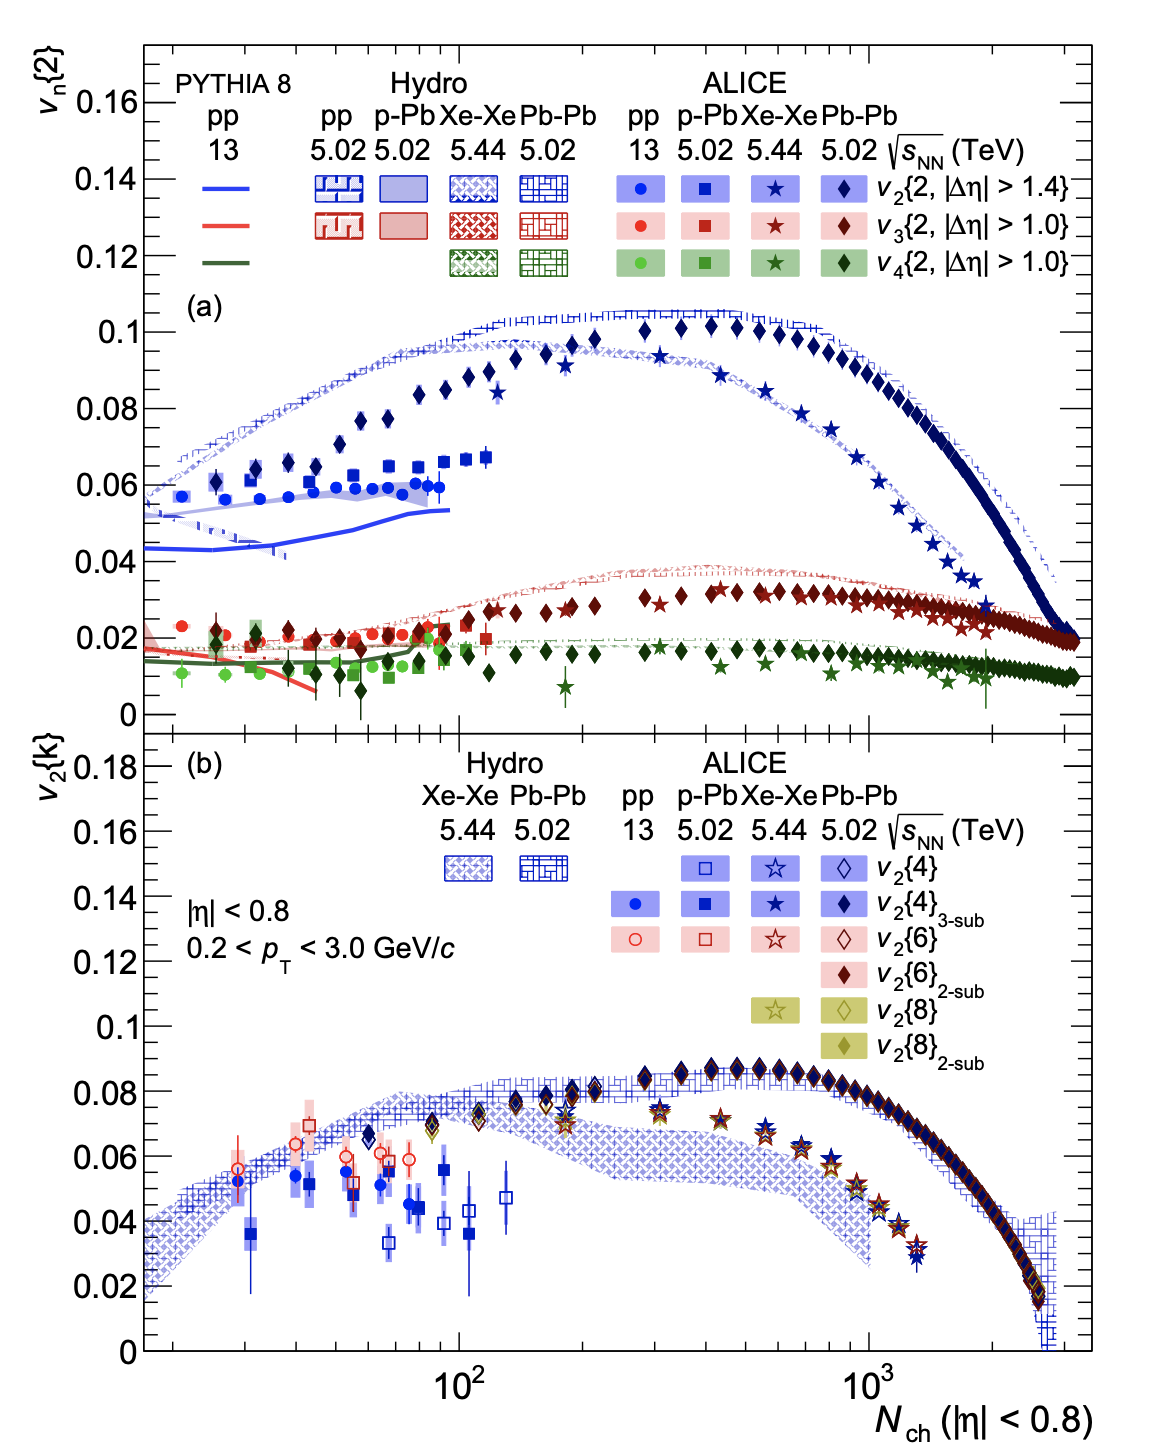 v_n{2}
PYTHIA 8 Hydro ALICE
pp pp p-Pb Xe-Xe Pb-Pb pp p-Pb Xe-Xe Pb-Pb
13 5.02 5.02 5.44 5.02 13 5.02 5.44 5.02 √s_NN (TeV)
v_2{2, |Δη| > 1.4}
v_3{2, |Δη| > 1.0}
v_4{2, |Δη| > 1.0}
(a)
0.16
0.14
0.12
0.1
0.08
0.06
0.04
0.02
0
v_2{k}
(b) Hydro ALICE
Xe-Xe Pb-Pb pp p-Pb Xe-Xe Pb-Pb
5.44 5.02 13 5.02 5.44 5.02 √s_NN (TeV)
v_2{4}
v_2{4}_3-sub
v_2{6}
v_2{6}_2-sub
v_2{8}
v_2{8}_2-sub
|η| < 0.8
0.2 < p_T < 3.0 GeV/c
0.18
0.16
0.14
0.12
0.1
0.08
0.06
0.04
0.02
0
10² 10³
N_ch (|η| < 0.8)